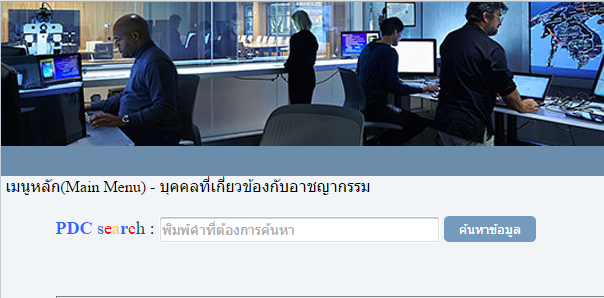 เมนูหลัก(Main Menu) - บุคคลที่เกี่ยวข้องกับอาชญากรรม
PDC search : พิมพ์คำที่ต้องการค้นหา ค้นหาข้อมูล